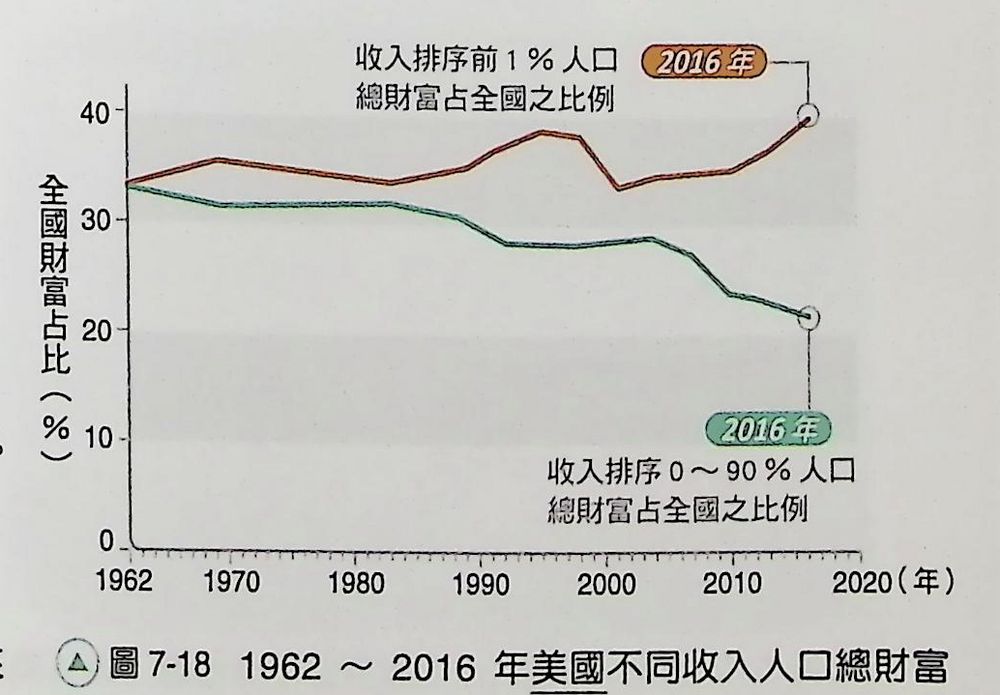 收入排序前 1 % 人口
總財富占全國之比例
2016 年
全國財富占比(%)
40
30
20
10
0
2016 年
收入排序 0 ~ 90 % 人口
總財富占全國之比例
1962 1970 1980 1990 2000 2010 2020(年)
圖 7-18 1962 ~ 2016 年美國不同收入人口總財富